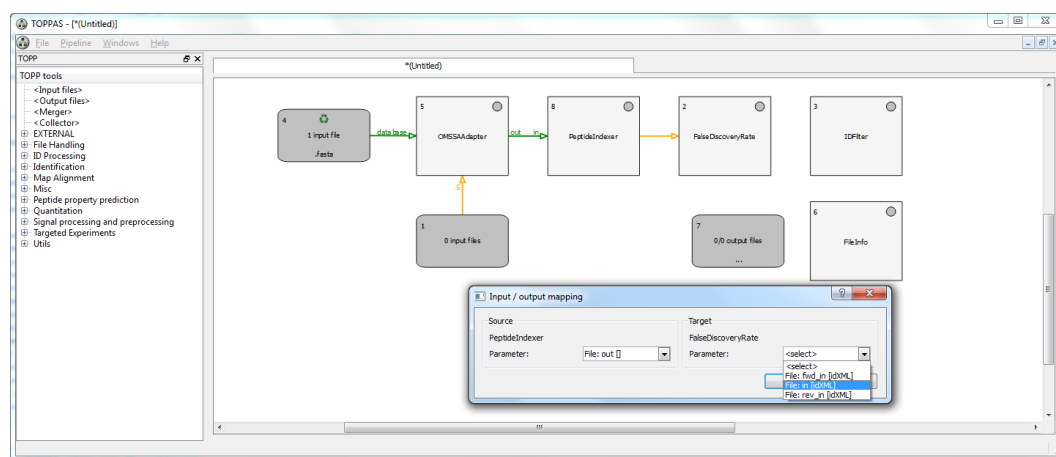 TOPPAS - [*(Untitled)]
File Pipeline Windows Help
TOPP
TOPP tools
<Input files>
<Output files>
<Merger>
<Collector>
EXTERNAL
File Handling
ID Processing
Identification
Map Alignment
Misc
Peptide property prediction
Quantitation
Signal processing and preprocessing
Targeted Experiments
Utils
*(Untitled)
4
1 input file
.fasta
database
5
OMSSAAdapter
out in
8
PeptideIndexer
2
FalseDiscoveryRate
3
IDFilter
in
1
0 input files
7
0/0 output files
...
6
FileInfo
Input / output mapping
Source
PeptideIndexer
Parameter: File: out []
Target
FalseDiscoveryRate
Parameter: <select>
<select>
File: fwd_in [idXML]
File: in [idXML]
File: rev_in [idXML]